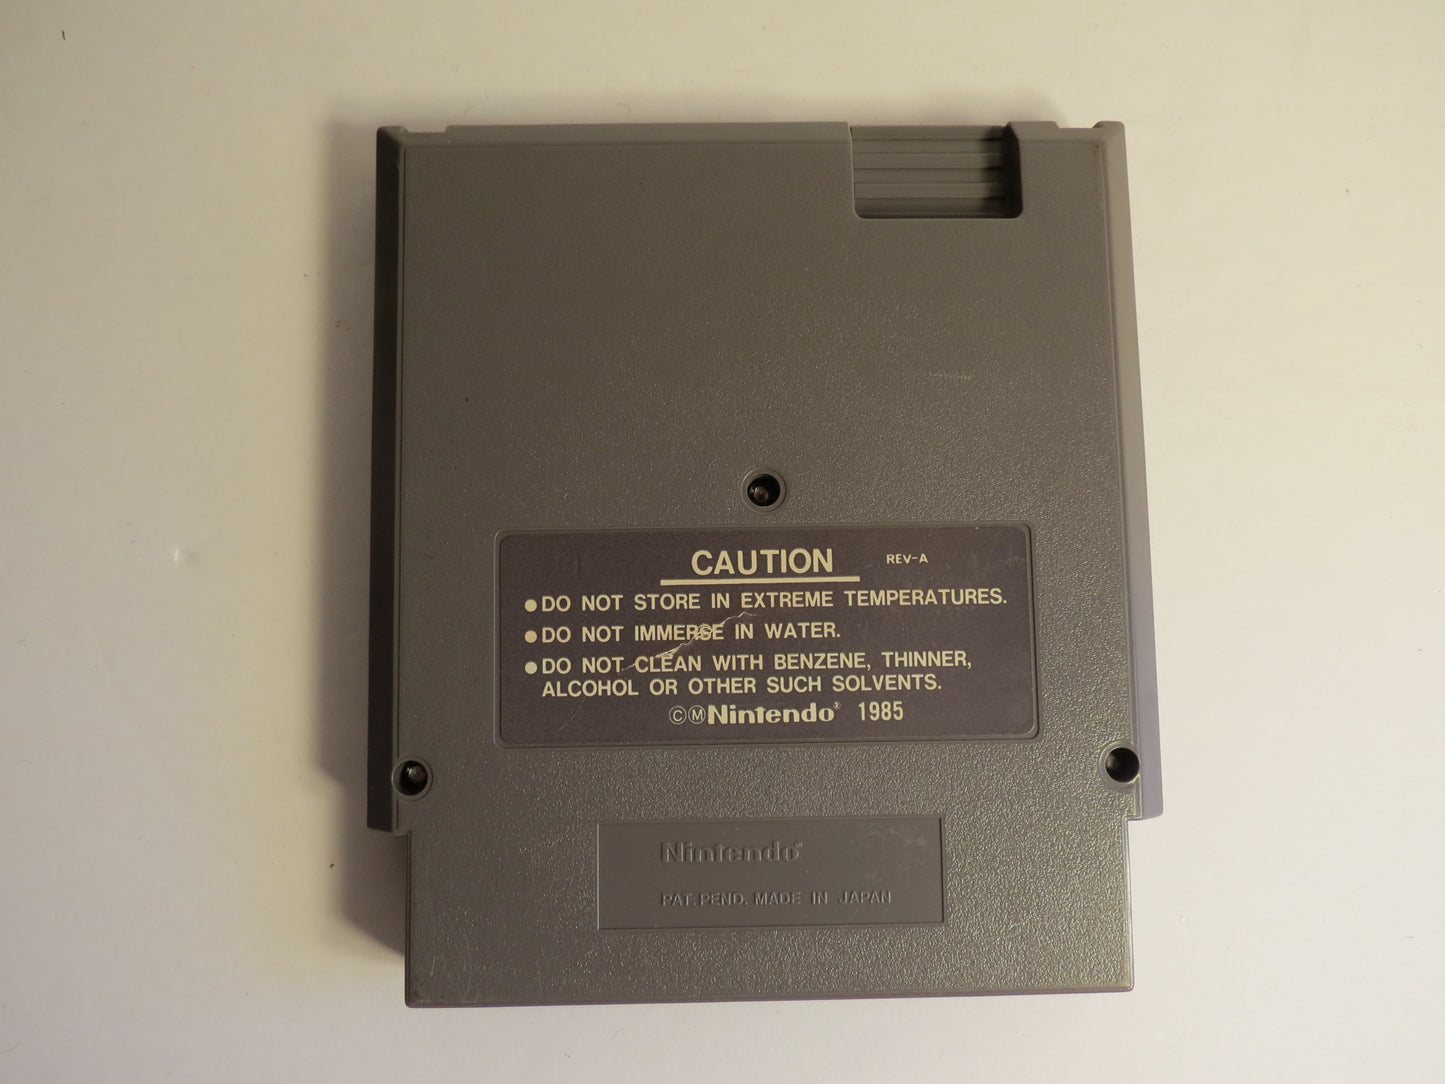 CAUTION REV-A
●DO NOT STORE IN EXTREME TEMPERATURES.
●DO NOT IMMERSE IN WATER.
●DO NOT CLEAN WITH BENZENE, THINNER,
ALCOHOL OR OTHER SUCH SOLVENTS.
ⒸⓂNintendo® 1985
Nintendo®
PAT. PEND. MADE IN JAPAN